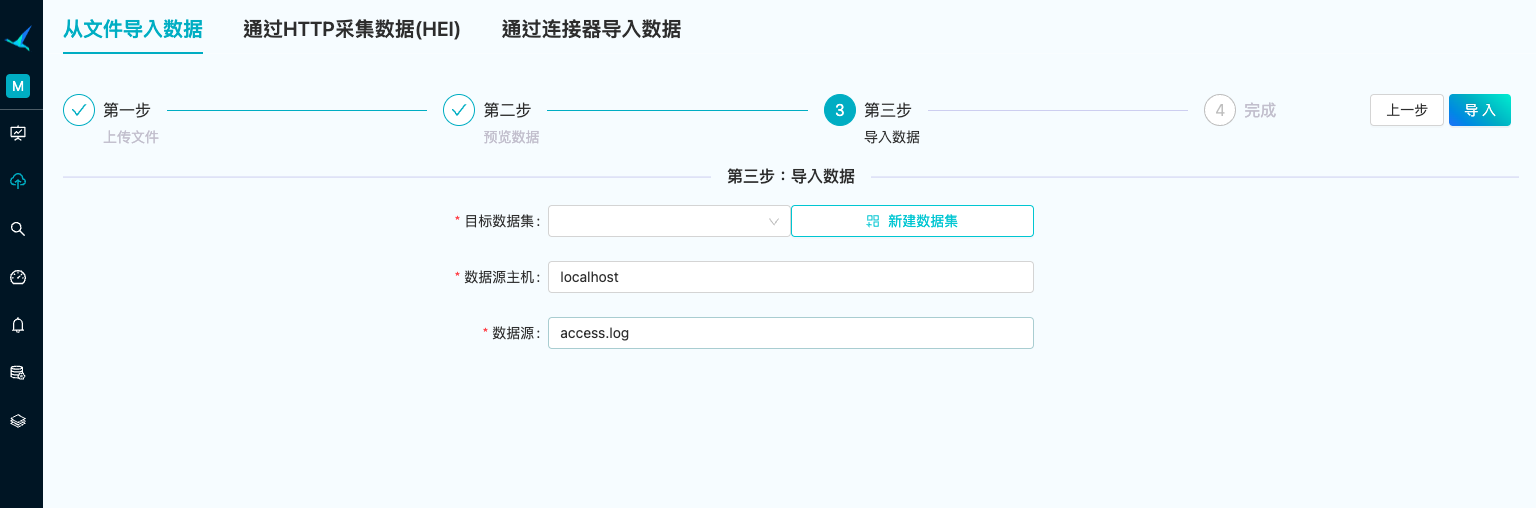 从文件导入数据 通过HTTP采集数据(HEI) 通过连接器导入数据
M
第一步 第二步 3 第三步 4 完成 上一步 导 入
上传文件 预览数据 导入数据
第三步：导入数据
* 目标数据集： 新建数据集
* 数据源主机： localhost
* 数据源： access.log